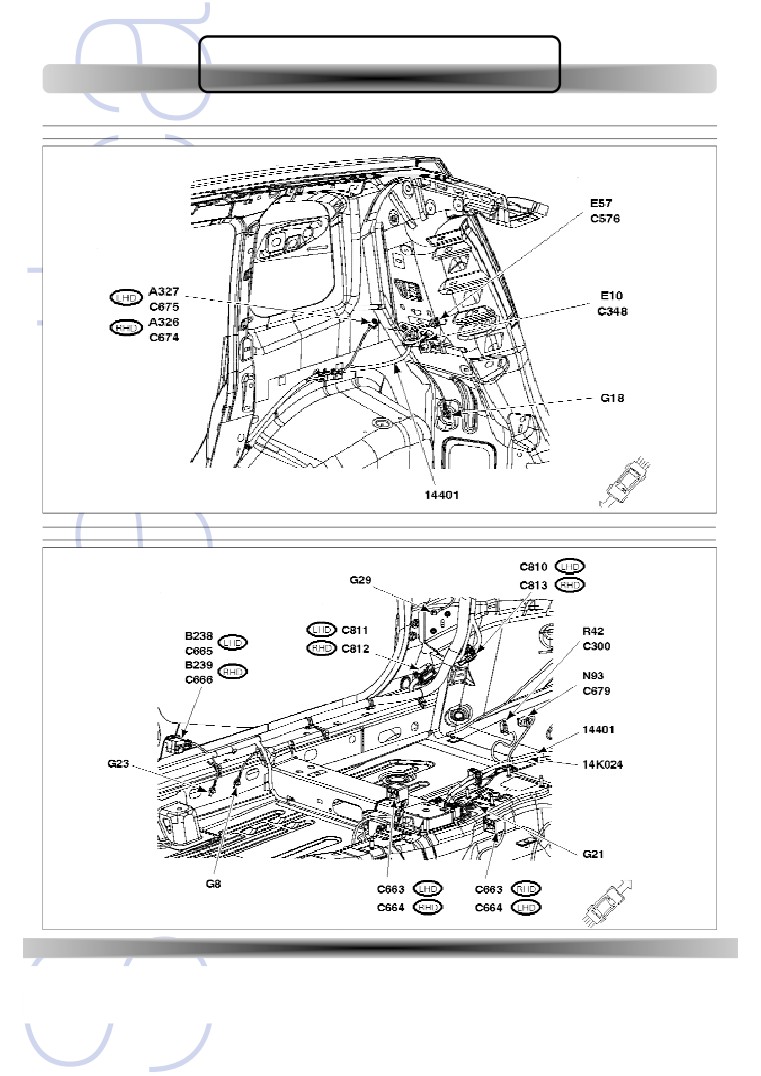 E57
C576
LHD A327
C675
RHD A326
C674
E10
C348
G18
14401
C810 LHD
C813 RHD
G29
LHD C811
RHD C812
B238
C665 LHD
B239
C666 RHD
R42
C300
N93
C679
14401
14K024
G23
G21
G8
C663 LHD
C664 RHD
C663 RHD
C664 LHD